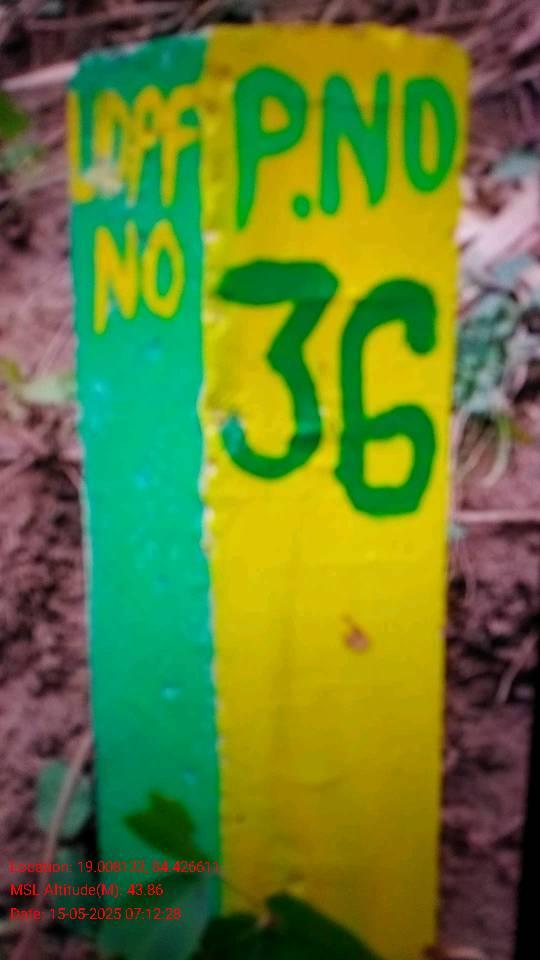 UDPF
NO
P.NO
36
Location: 19.008133, 84.426611
MSL Altitude(M): 43.86
Date: 15-05-2025 07:12:28